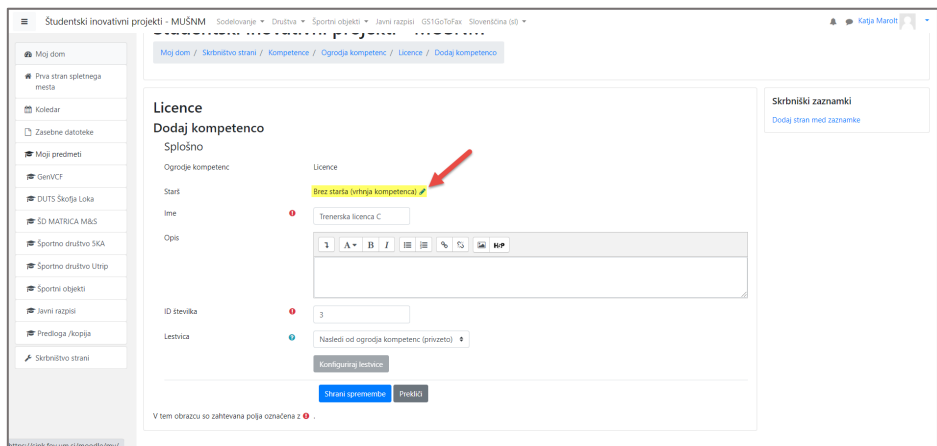 Študentski inovativni projekti - MUŠNM Sodelovanje Društva Športni objekti Javni razpisi GS1GoToFax Slovenščina (sl) Katja Marolt
Moj dom / Skrbništvo strani / Kompetence / Ogrodja kompetenc / Licence / Dodaj kompetenco
Moj dom
Prva stran spletnega
mesta
Koledar
Zasebne datoteke
Moji predmeti
GenVCF
DUTS Škofja Loka
ŠD MATRICA M&S
Športno društvo SKA
Športno društvo Utrip
Športni objekti
Javni razpisi
Predloga /kopija
Skrbništvo strani
Licence
Dodaj kompetenco
Splošno
Ogrodje kompetenc Licence
Starš Brez starša (vrhnja kompetenca)
Ime Trenerska licenca C
Opis
A B I H-P
ID številka 3
Lestvica Nasledi od ogrodja kompetenc (privzeto)
Konfiguriraj lestvice
Shrani spremembe Prekliči
V tem obrazcu so zahtevana polja označena z .
Skrbniški zaznamki
Dodaj stran med zaznamke